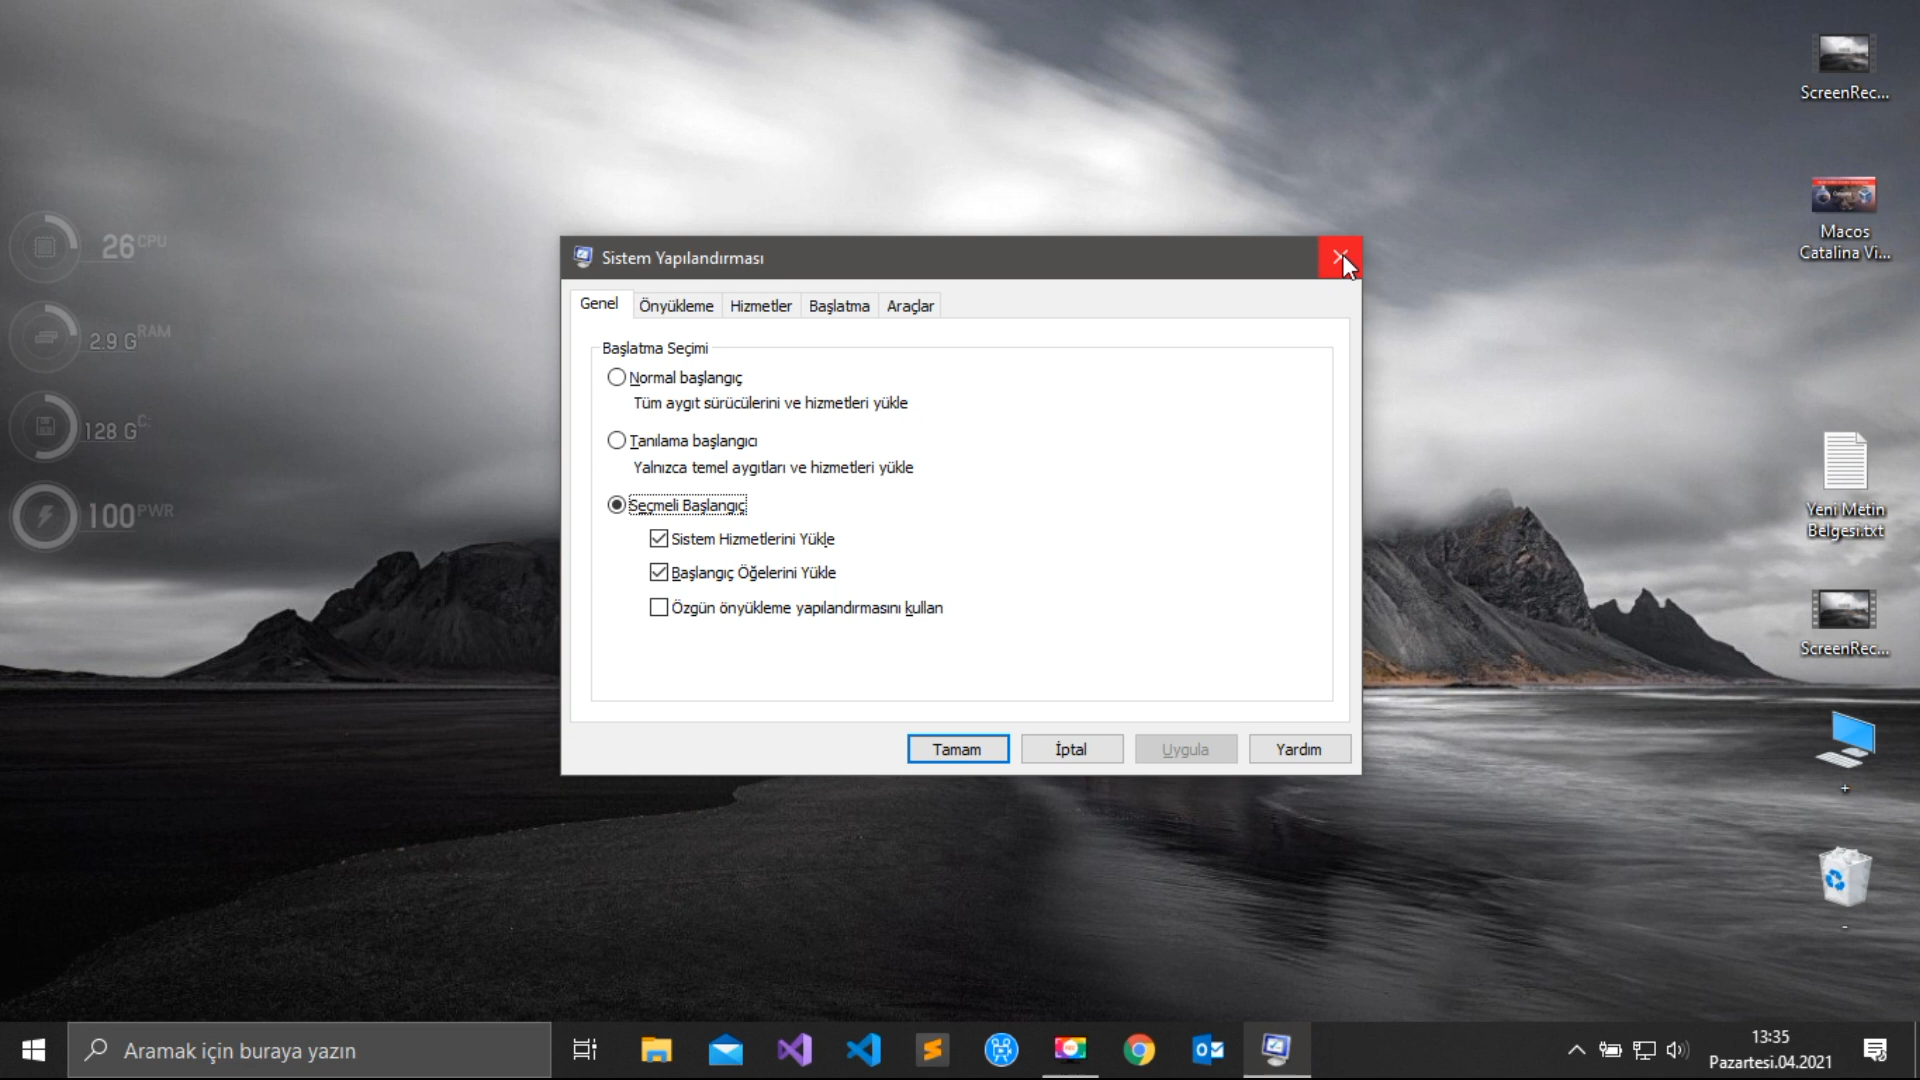 ScreenRec...
Macos
Catalina Vi...
26 CPU
2.9 G RAM
128 G C:
100 PWR
Sistem Yapılandırması
Genel
Önyükleme
Hizmetler
Başlatma
Araçlar
Başlatma Seçimi
Normal başlangıç
Tüm aygıt sürücülerini ve hizmetleri yükle
Tanılama başlangıcı
Yalnızca temel aygıtları ve hizmetleri yükle
Seçmeli Başlangıç
Sistem Hizmetlerini Yükle
Başlangıç Öğelerini Yükle
Özgün önyükleme yapılandırmasını kullan
Tamam
İptal
Uygula
Yardım
Yeni Metin
Belgesi.txt
ScreenRec...
+
-
Aramak için buraya yazın
13:35
Pazartesi.04.2021